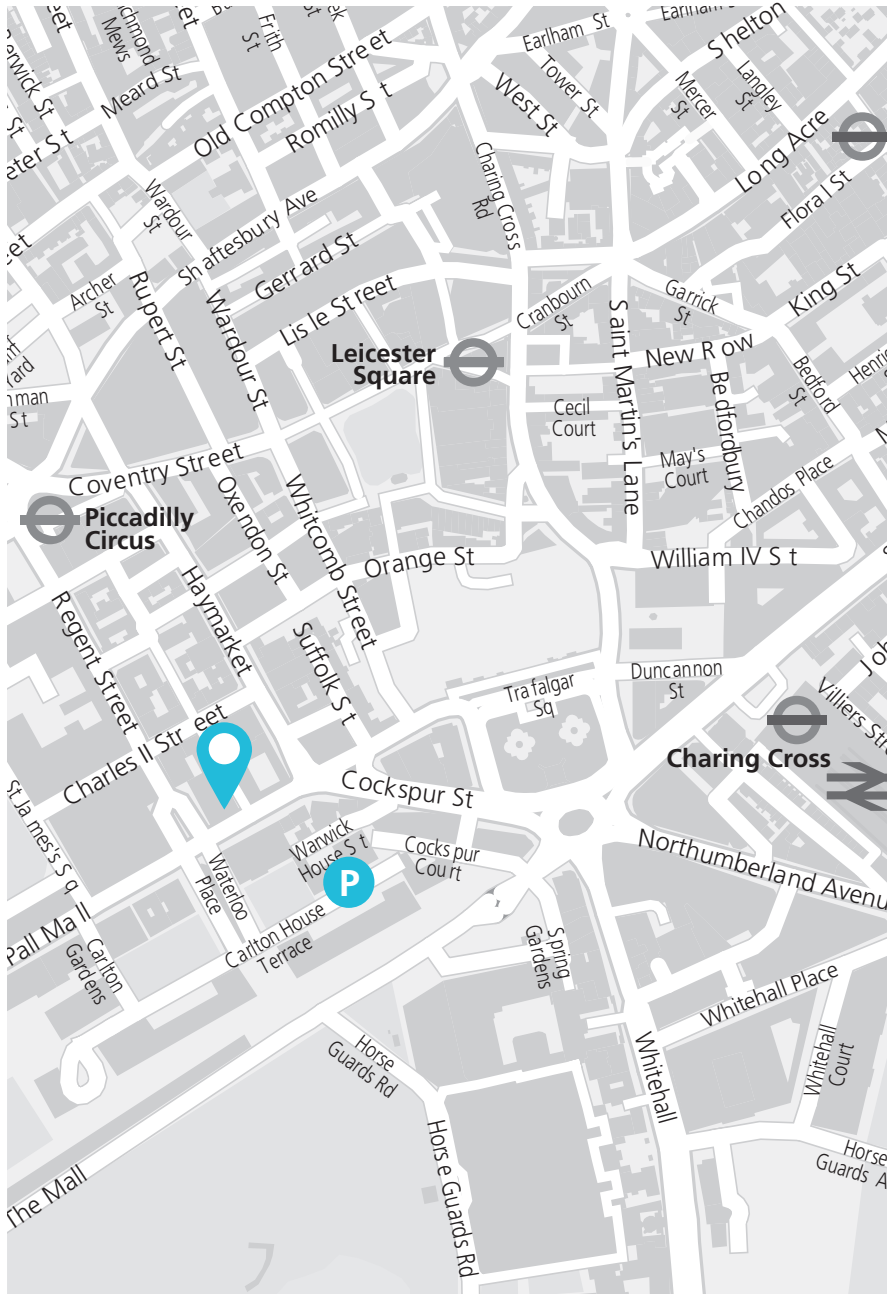 Meard St
Frith
St
Old Compton Street
Romilly St
Earlham St
Tower St
West St
Shelton
Mercer
St
Langley
St
Long Acre
Floral St
Charing Cross
Rd
Wardour
St
Shaftesbury Ave
Archer
St
Rupert St
Wardour St
Gerrard St
Lisle Street
Cranbourn
St
Garrick
St
King St
Leicester
Square
Saint Martin's Lane
New Row
Bedfordbury
Bedford
St
Cecil
Court
May's
Court
Chandos Place
Coventry Street
Oxendon St
Whitcomb Street
Piccadilly
Circus
Orange St
William IV St
Regent Street
Haymarket
Suffolk St
Trafalgar
Sq
Duncannon
St
Charles II Street
Charing Cross
St James's Sq
Cockspur St
Warwick
House St
Cockspur
Court
P
Northumberland Avenu
Waterloo
Place
Pall Mall
Carlton
Gardens
Carlton House
Terrace
Spring
Gardens
Whitehall Place
Whitehall
Whitehall
Court
Horse
Guards Rd
Horse Guards Rd
Horse
Guards A
The Mall
Villiers Stre